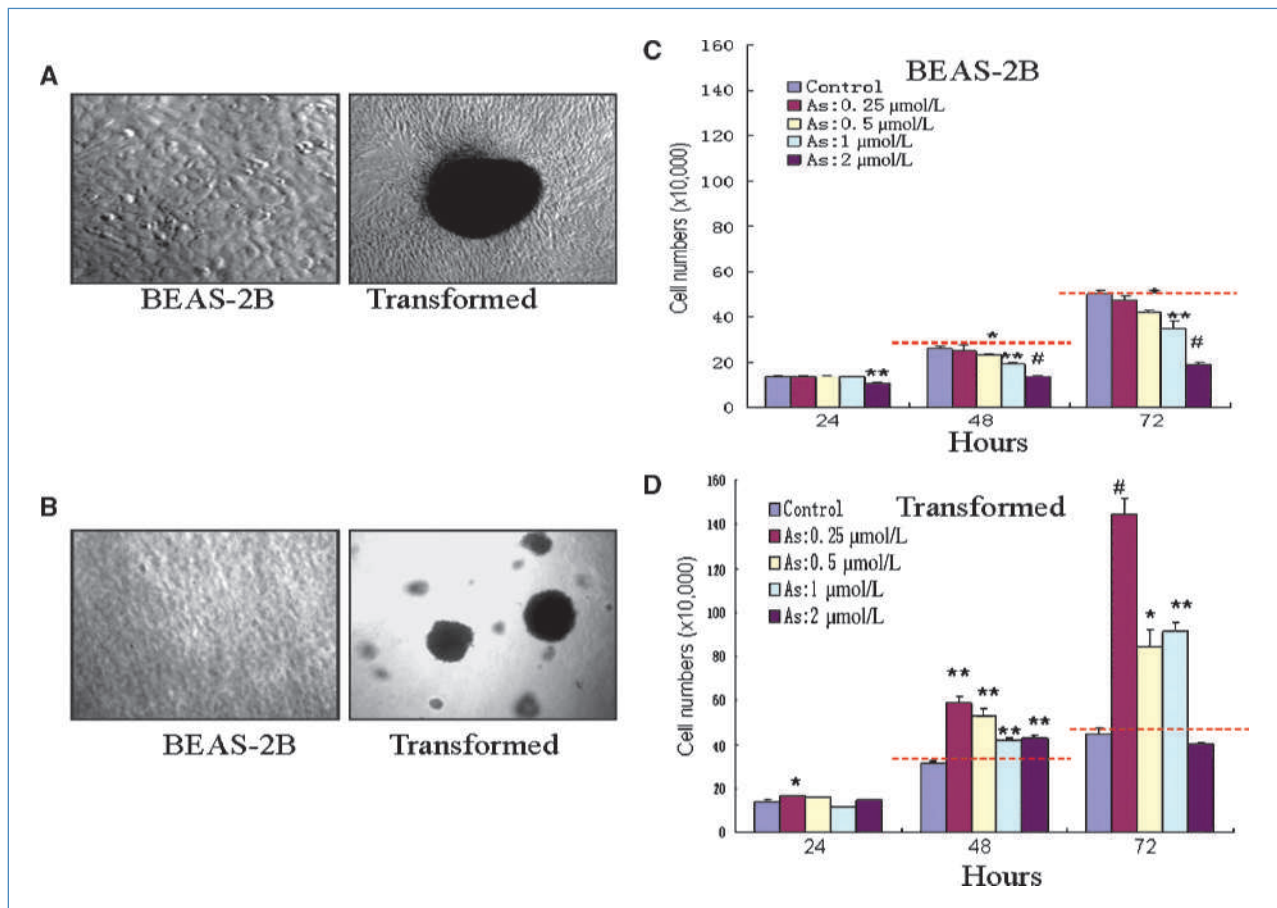 A
BEAS-2B
Transformed
B
BEAS-2B
Transformed
C
BEAS-2B
Control
As:0.25 µmol/L
As:0.5 µmol/L
As:1 µmol/L
As:2 µmol/L
Cell numbers (x10,000)
160
140
120
100
80
60
40
20
0
**
*
**
#
*
**
#
24
48
72
Hours
D
Transformed
Control
As:0.25 µmol/L
As:0.5 µmol/L
As:1 µmol/L
As:2 µmol/L
Cell numbers (x10,000)
160
140
120
100
80
60
40
20
0
*
**
**
**
**
#
*
**
24
48
72
Hours